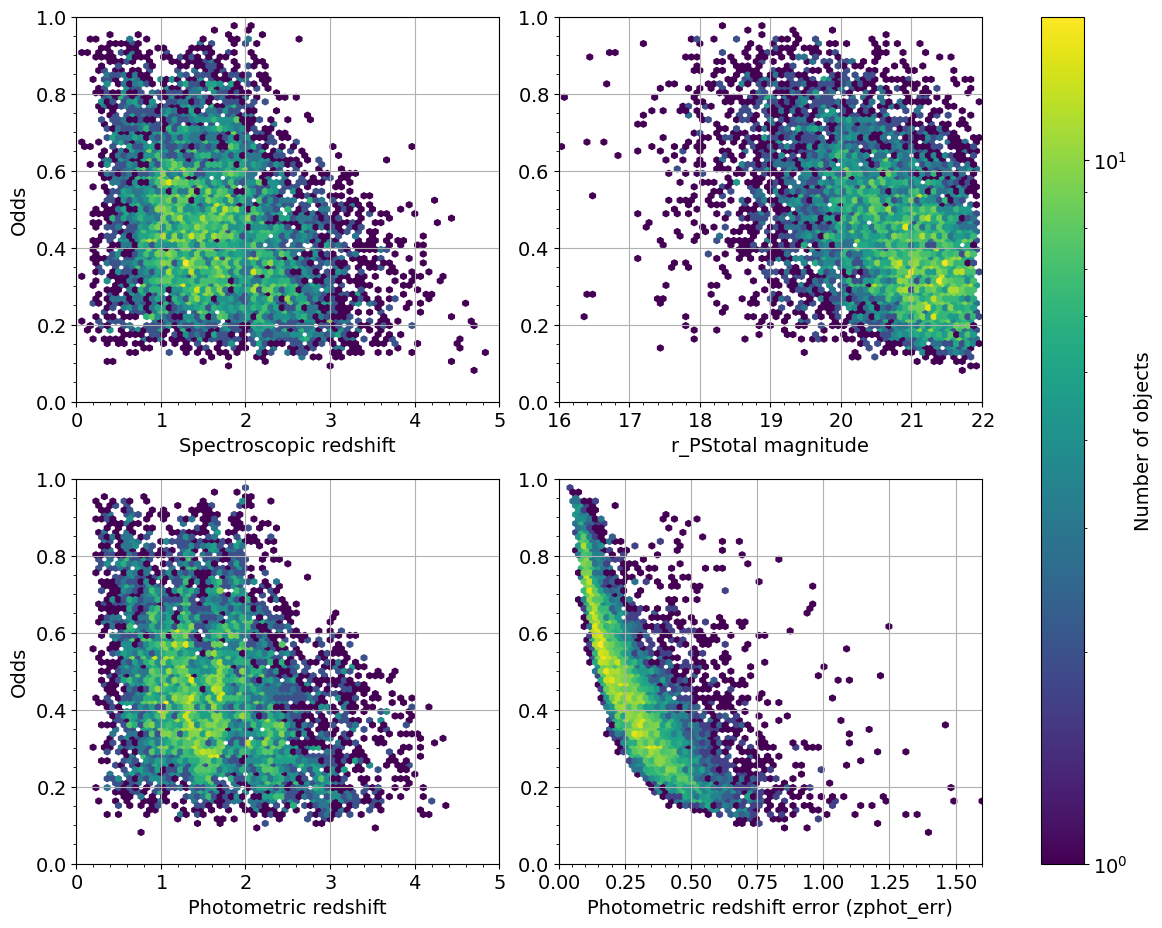 1.0
0.8
0.6
0.4
0.2
0.0
Odds
0 1 2 3 4 5
Spectroscopic redshift
1.0
0.8
0.6
0.4
0.2
0.0
16 17 18 19 20 21 22
r_PStotal magnitude
1.0
0.8
0.6
0.4
0.2
0.0
Odds
0 1 2 3 4 5
Photometric redshift
1.0
0.8
0.6
0.4
0.2
0.0
0.00 0.25 0.50 0.75 1.00 1.25 1.50
Photometric redshift error (zphot_err)
10¹
10⁰
Number of objects